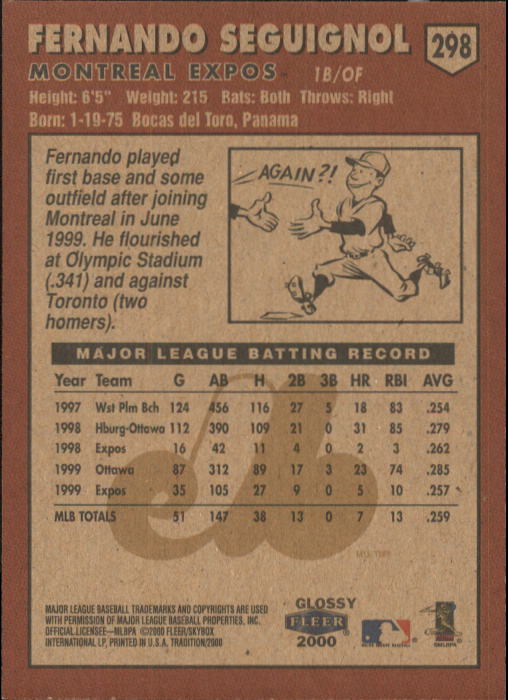 FERNANDO SEGUIGNOL 298
MONTREAL EXPOS 1B/OF
Height: 6'5" Weight: 215 Bats: Both Throws: Right
Born: 1-19-75 Bocas del Toro, Panama
Fernando played
first base and some
outfield after joining
Montreal in June
1999. He flourished
at Olympic Stadium
(.341) and against
Toronto (two
homers).
AGAIN?!
MAJOR LEAGUE BATTING RECORD
Year Team G AB H 2B 3B HR RBI AVG
1997 Wst Plm Bch 124 456 116 27 5 18 83 .254
1998 Hburg-Ottawa 112 390 109 21 0 31 85 .279
1998 Expos 16 42 11 4 0 2 3 .262
1999 Ottawa 87 312 89 17 3 23 74 .285
1999 Expos 35 105 27 9 0 5 10 .257
MLB TOTALS 51 147 38 13 0 7 13 .259
MAJOR LEAGUE BASEBALL TRADEMARKS AND COPYRIGHTS ARE USED
WITH PERMISSION OF MAJOR LEAGUE BASEBALL PROPERTIES, INC.
OFFICIAL LICENSEE—MLBPA ©2000 FLEER/SKYBOX
INTERNATIONAL LP, PRINTED IN U.S.A. TRADITION/2000
GLOSSY
FLEER
2000
©MLBPA